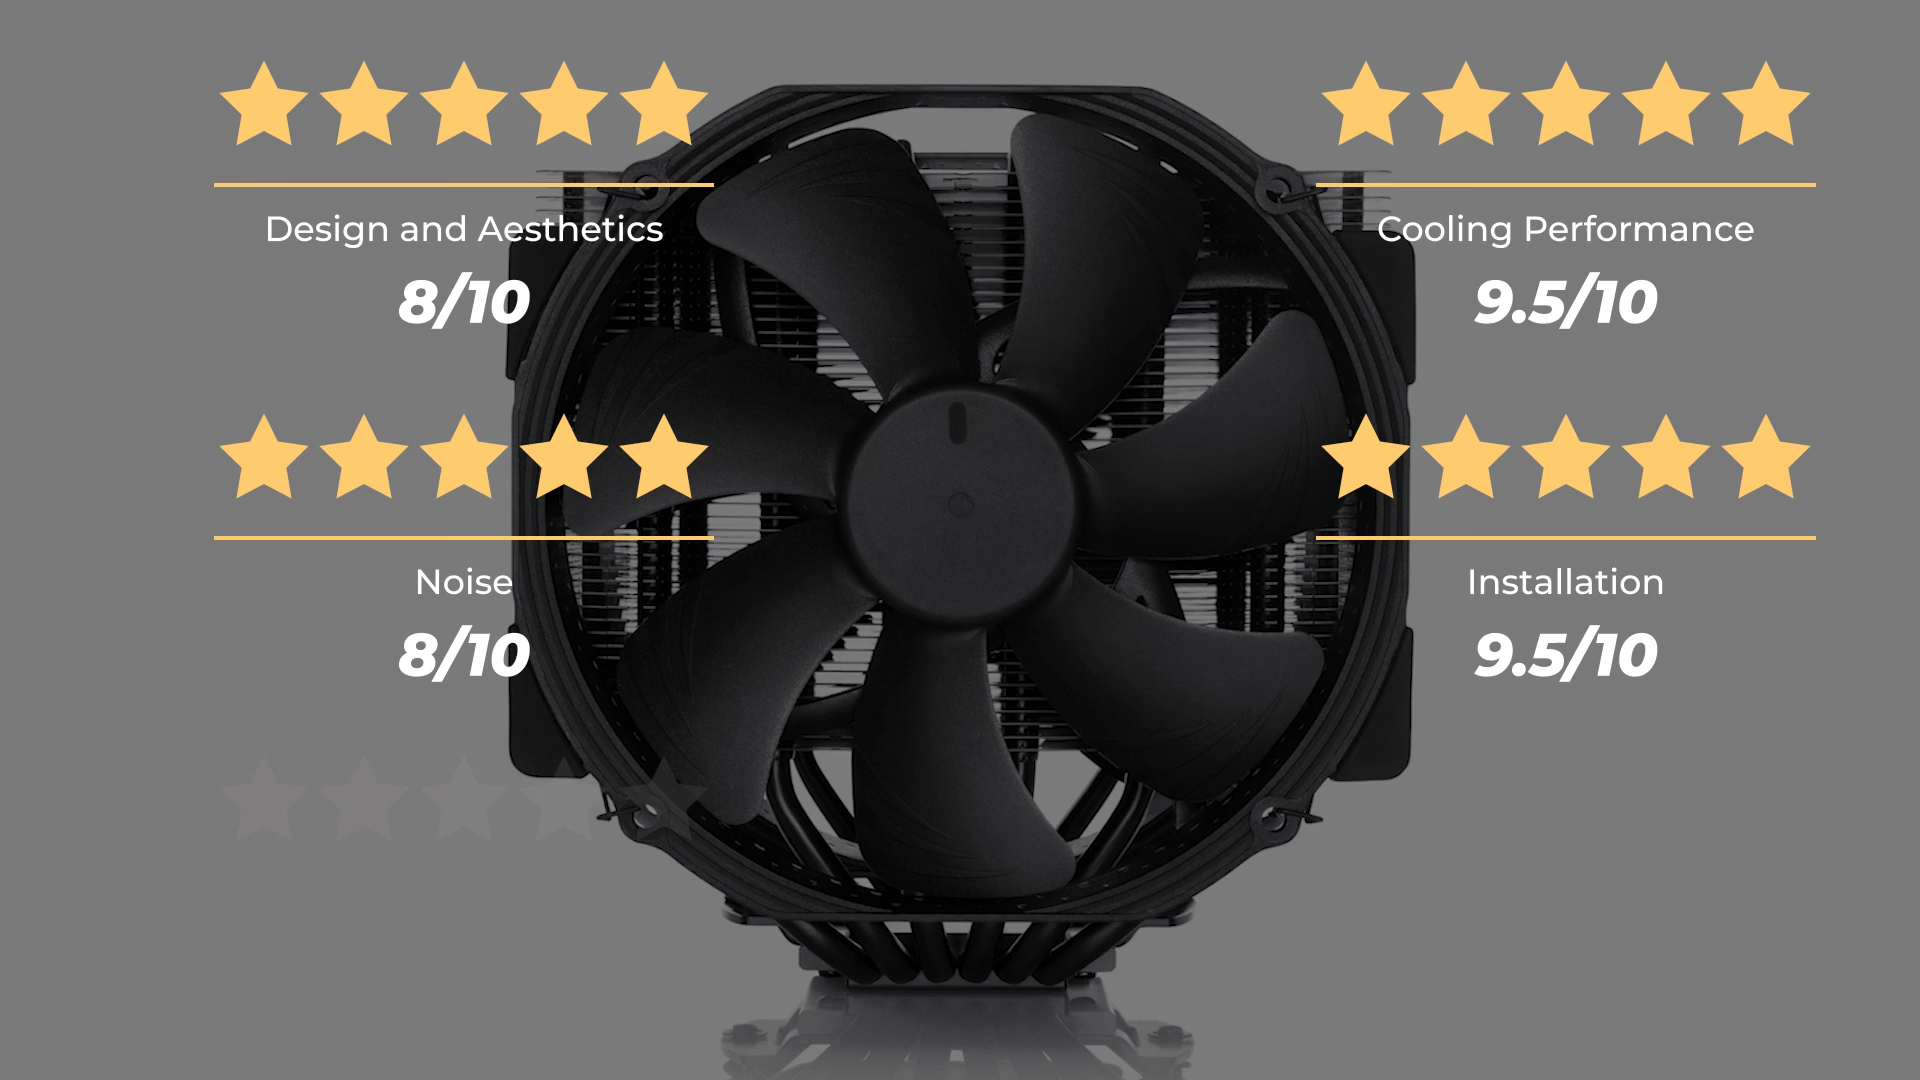 Design and Aesthetics
8/10
Cooling Performance
9.5/10
Noise
8/10
Installation
9.5/10